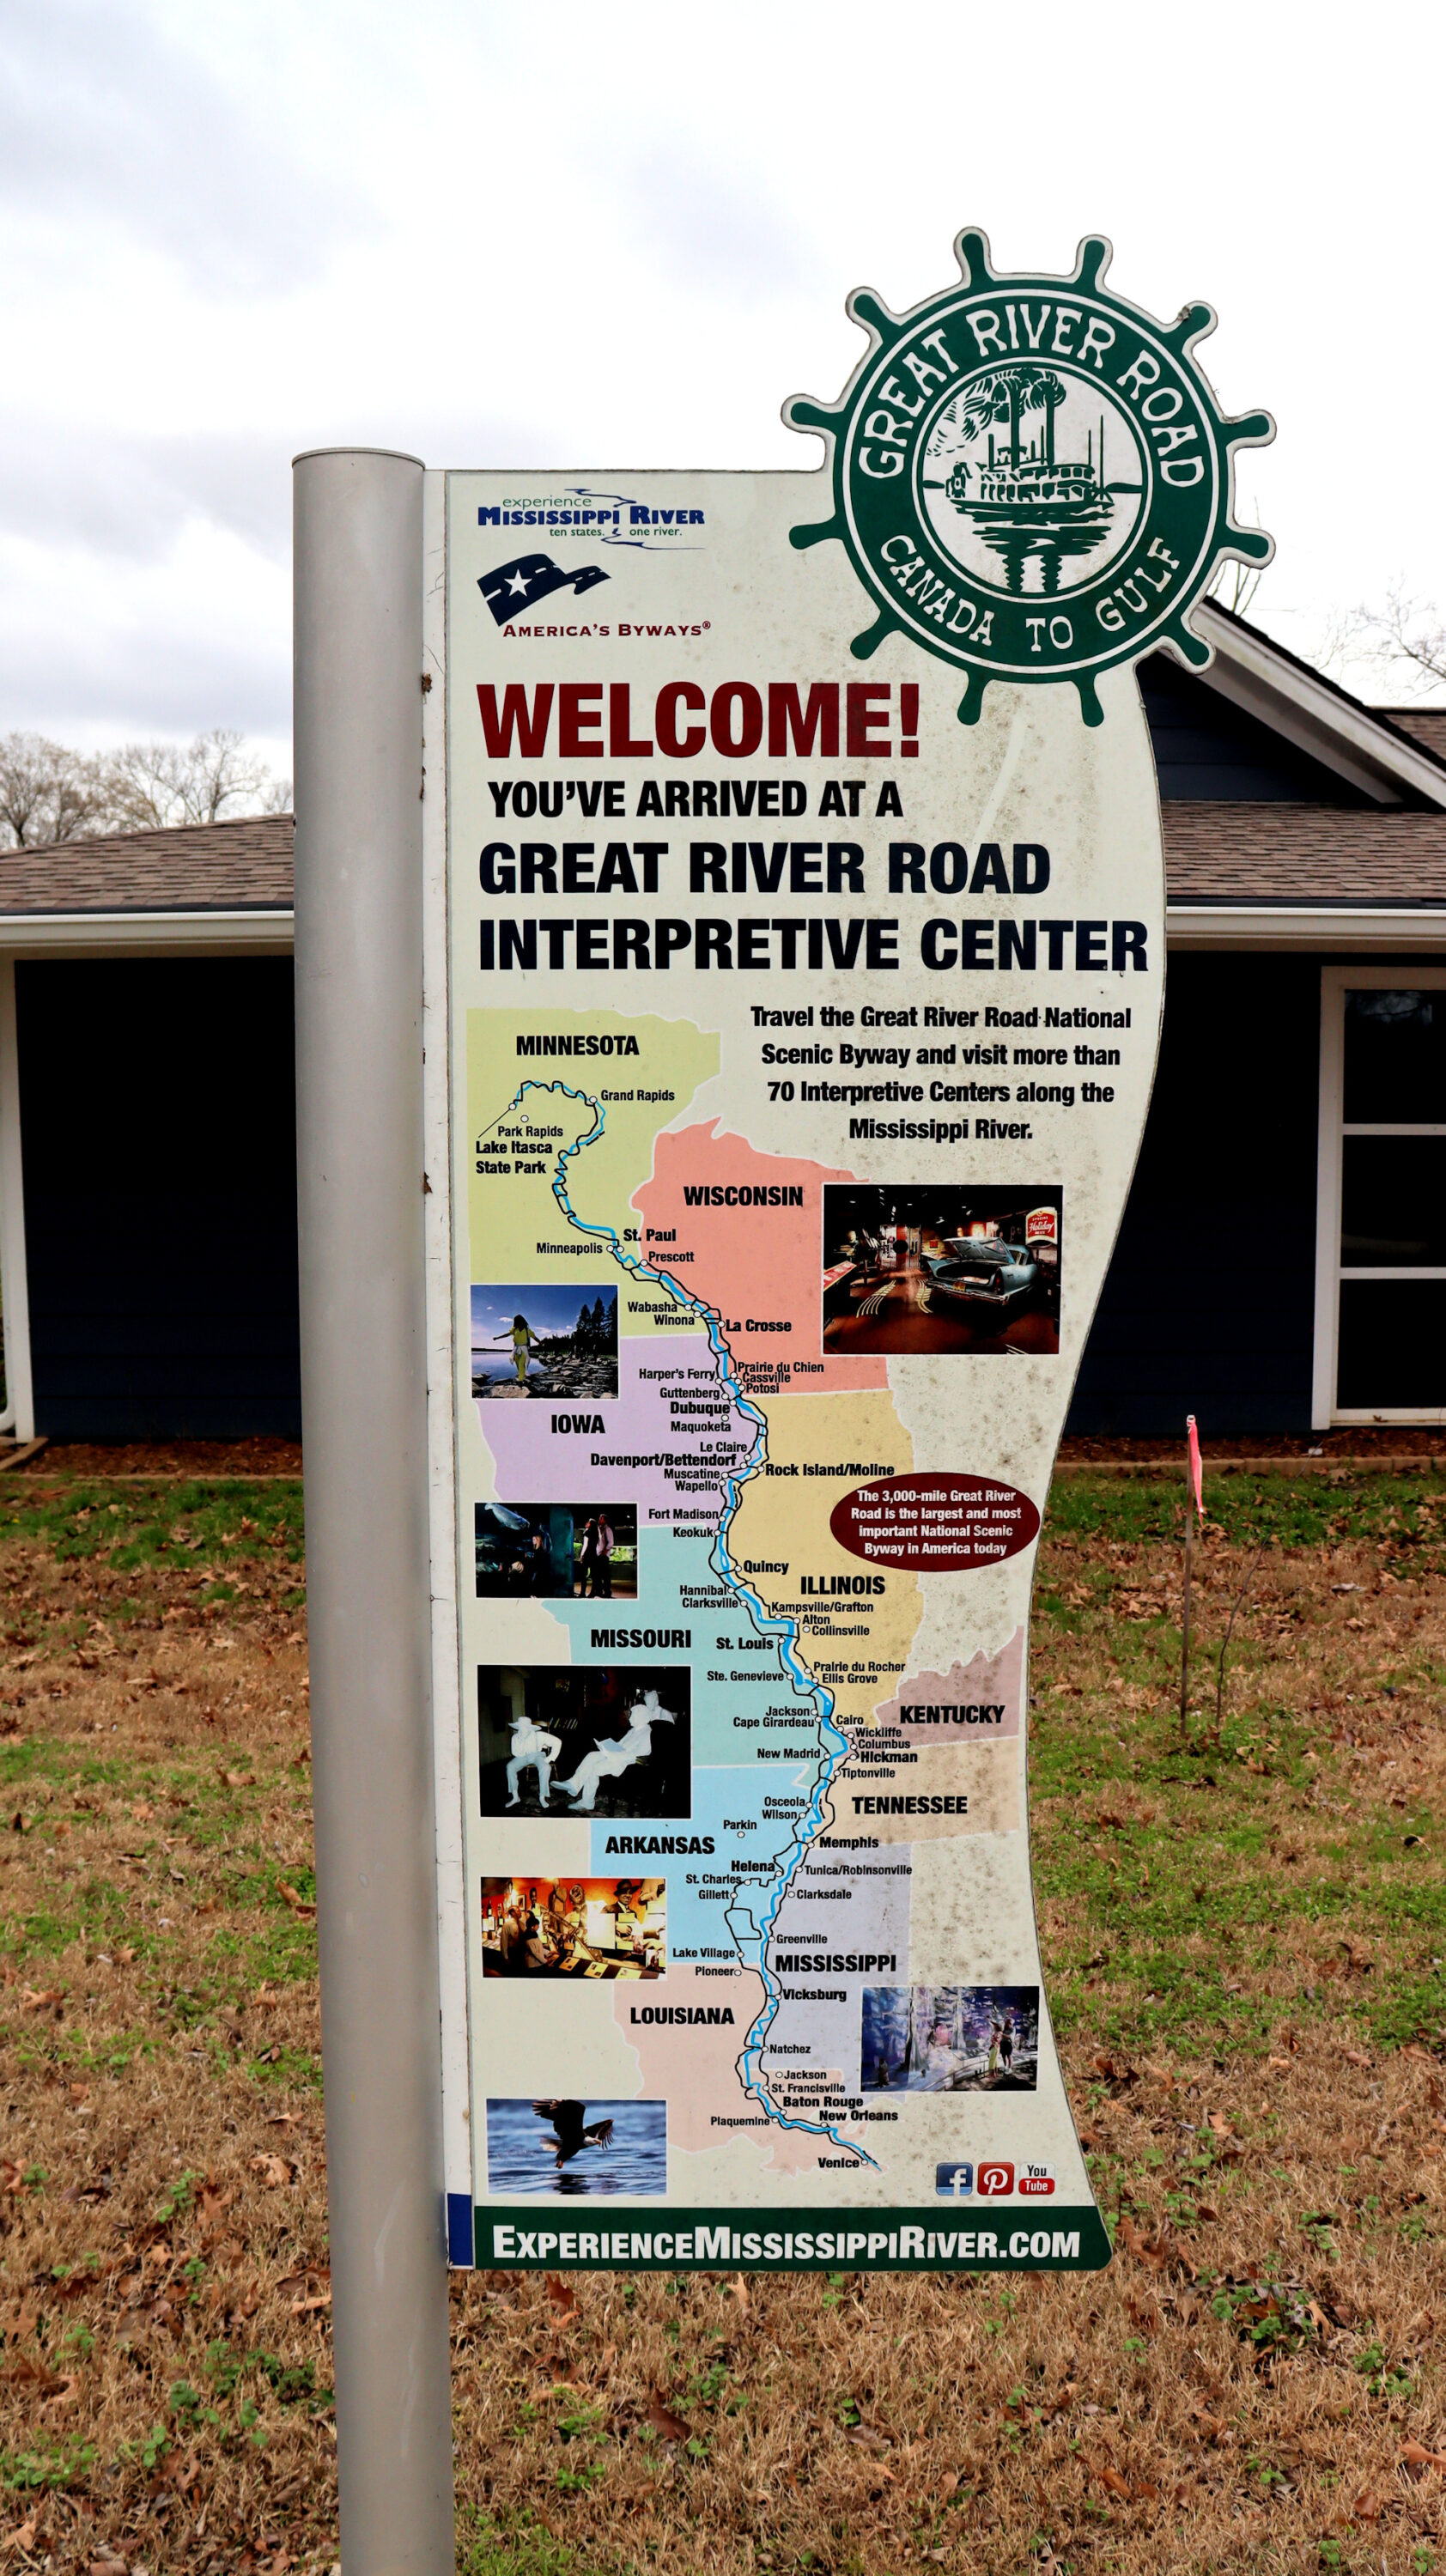 GREAT RIVER ROAD
CANADA TO GULF
experience
MISSISSIPPI RIVER
ten states. one river.
AMERICA'S BYWAYS®
WELCOME!
YOU'VE ARRIVED AT A
GREAT RIVER ROAD
INTERPRETIVE CENTER
Travel the Great River Road National
Scenic Byway and visit more than
70 Interpretive Centers along the
Mississippi River.
MINNESOTA
Grand Rapids
Park Rapids
Lake Itasca
State Park
WISCONSIN
St. Paul
Minneapolis
Prescott
Holiday
Wabasha
Winona
La Crosse
Prairie du Chien
Harper's Ferry
Cassville
Potosi
Guttenberg
Dubuque
IOWA
Maquoketa
Le Claire
Davenport/Bettendorf
Rock Island/Moline
Muscatine
Wapello
The 3,000-mile Great River
Road is the largest and most
important National Scenic
Byway in America today
Fort Madison
Keokuk
Quincy
ILLINOIS
Hannibal
Clarksville
Kampsville/Grafton
Alton
Collinsville
MISSOURI
St. Louis
Prairie du Rocher
Ste. Genevieve
Ellis Grove
KENTUCKY
Jackson
Cape Girardeau
Cairo
Wickliffe
Columbus
New Madrid
Hickman
Tiptonville
Osceola
TENNESSEE
Wilson
Parkin
ARKANSAS
Memphis
Helena
Tunica/Robinsonville
St. Charles
Gillett
Clarksdale
Greenville
Lake Village
MISSISSIPPI
Pioneer
Vicksburg
LOUISIANA
Natchez
Jackson
St. Francisville
Baton Rouge
New Orleans
Plaquemine
Venice
You
Tube
EXPERIENCEMISSISSIPPIRIVER.COM